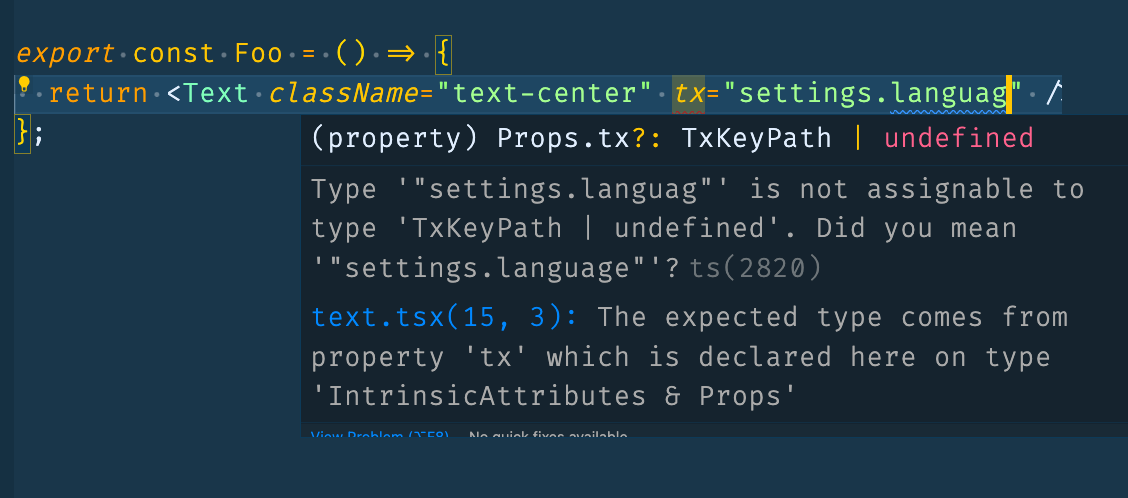 export const Foo = () => {
return <Text className="text-center" tx="settings.languag" /
};
(property) Props.tx?: TxKeyPath | undefined
Type '"settings.languag"' is not assignable to
type 'TxKeyPath | undefined'. Did you mean
'"settings.language"'? ts(2820)
text.tsx(15, 3): The expected type comes from
property 'tx' which is declared here on type
'IntrinsicAttributes & Props'
View Problem (⌥F8) No quick fixes available